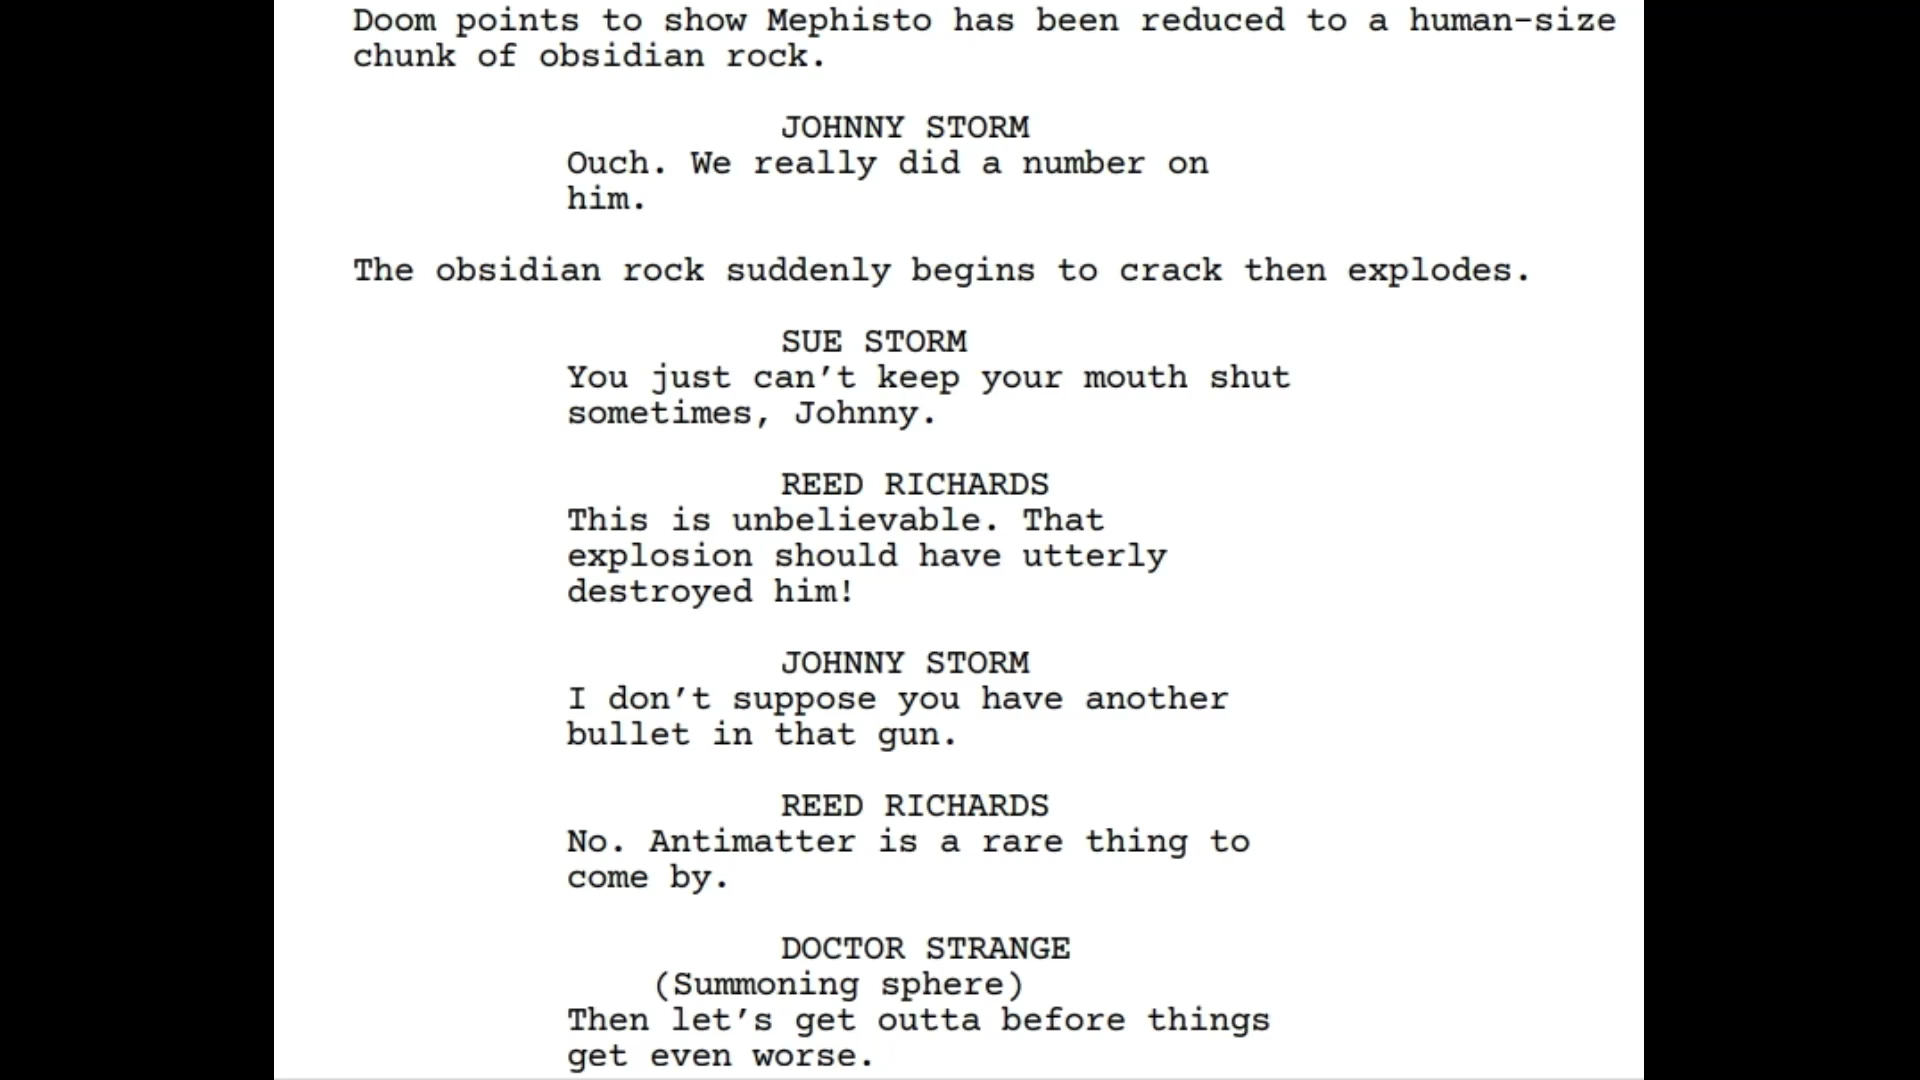 Doom points to show Mephisto has been reduced to a human-size
chunk of obsidian rock.
JOHNNY STORM
Ouch. We really did a number on
him.
The obsidian rock suddenly begins to crack then explodes.
SUE STORM
You just can’t keep your mouth shut
sometimes, Johnny.
REED RICHARDS
This is unbelievable. That
explosion should have utterly
destroyed him!
JOHNNY STORM
I don’t suppose you have another
bullet in that gun.
REED RICHARDS
No. Antimatter is a rare thing to
come by.
DOCTOR STRANGE
(Summoning sphere)
Then let’s get outta before things
get even worse.